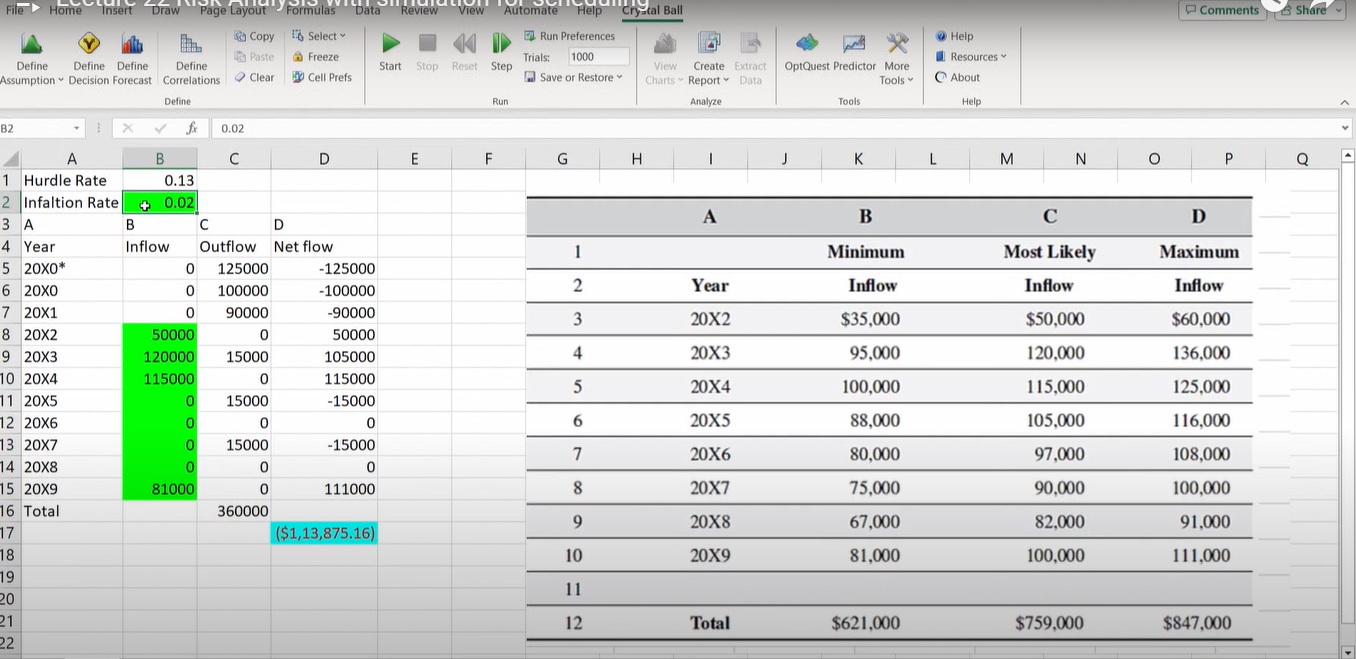 Lecture 22 Risk Analysis with simulation for scheduling
File Home Insert Draw Page Layout Formulas Data Review View Automate Help Crystal Ball Comments Share
Define Assumption Define Decision Define Forecast Define Correlations Copy Paste Clear Select Freeze Cell Prefs
Define
Start Stop Reset Step Run Preferences
Trials: 1000
Save or Restore
Run
View Charts Create Report Extract Data
Analyze
OptQuest Predictor More Tools
Tools
Help
Resources
About
Help
B2 fx 0.02
A B C D E F G H I J K L M N O P Q
1 Hurdle Rate 0.13
2 Infaltion Rate 0.02
3 A B C D
4 Year Inflow Outflow Net flow
5 20X0* 0 125000 -125000
6 20X0 0 100000 -100000
7 20X1 0 90000 -90000
8 20X2 50000 0 50000
9 20X3 120000 15000 105000
10 20X4 115000 0 115000
11 20X5 0 15000 -15000
12 20X6 0 0 0
13 20X7 0 15000 -15000
14 20X8 0 0 0
15 20X9 81000 0 111000
16 Total 360000
17 ($1,13,875.16)
18
19
20
21
22
A B C D
1 Minimum Most Likely Maximum
2 Year Inflow Inflow Inflow
3 20X2 $35,000 $50,000 $60,000
4 20X3 95,000 120,000 136,000
5 20X4 100,000 115,000 125,000
6 20X5 88,000 105,000 116,000
7 20X6 80,000 97,000 108,000
8 20X7 75,000 90,000 100,000
9 20X8 67,000 82,000 91,000
10 20X9 81,000 100,000 111,000
11
12 Total $621,000 $759,000 $847,000